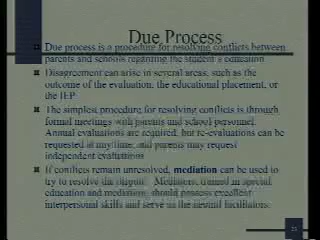 Due Process
Due process is a procedure for resolving conflicts between
parents and schools regarding the student's education
Disagreement can arise in several areas, such as the
outcome of the evaluation, the educational placement, or
the IEP
The simplest procedure for resolving conflicts is through
formal meetings with parents and school personnel.
Annual evaluations are required, but re-evaluations can be
requested at anytime, and parents may request
independent evaluations
If conflicts remain unresolved, mediation can be used to
try to resolve the dispute. Mediators, trained in special
education and mediation, should possess excellent
interpersonal skills and serve as the neutral facilitators.